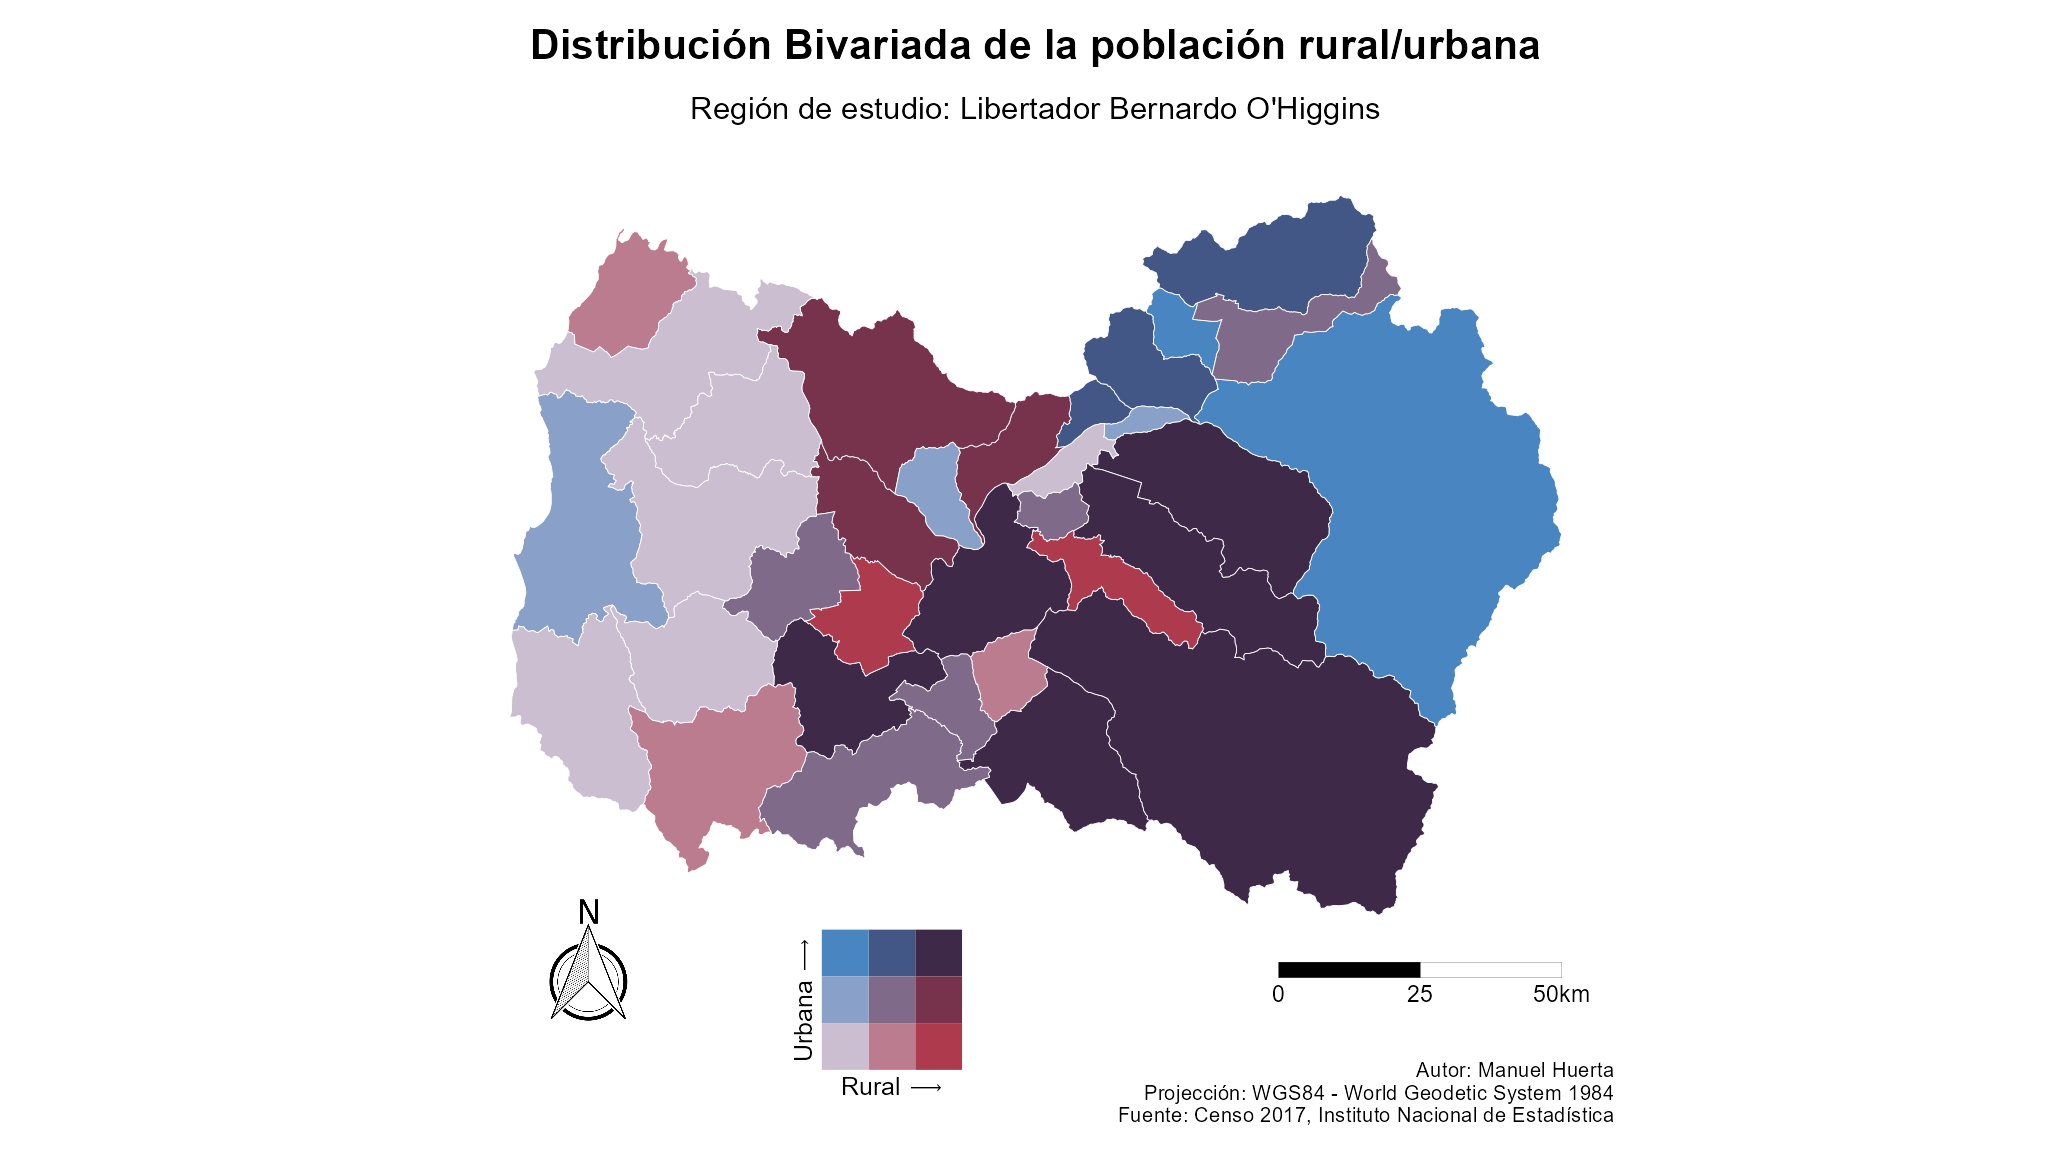 Distribución Bivariada de la población rural/urbana
Región de estudio: Libertador Bernardo O'Higgins
N
Urbana
Rural
0 25 50km
Autor: Manuel Huerta
Projección: WGS84 - World Geodetic System 1984
Fuente: Censo 2017, Instituto Nacional de Estadística